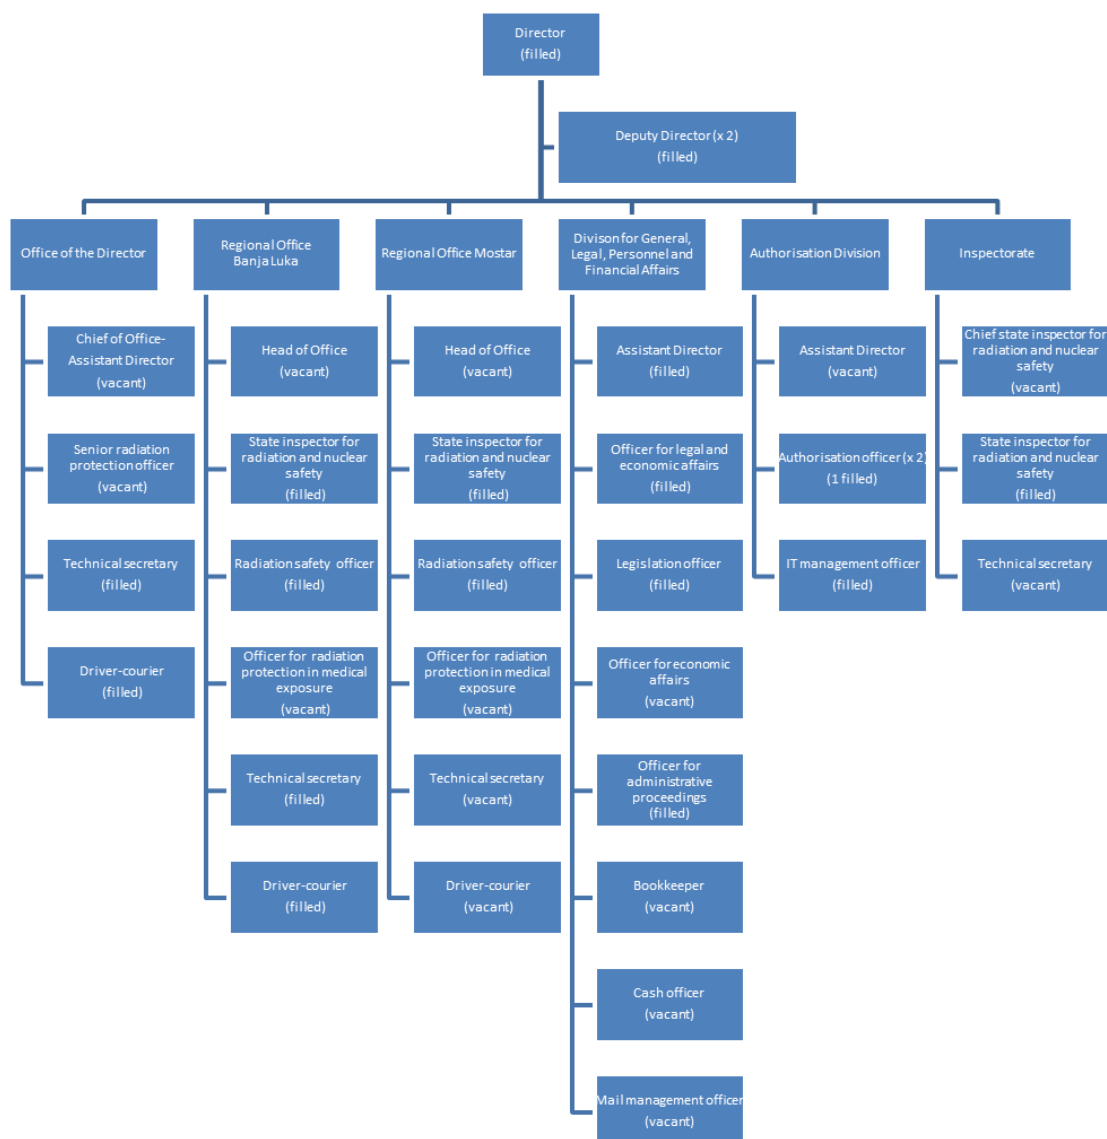 Director
(filled)
Deputy Director (x 2)
(filled)
Office of the Director
Regional Office
Banja Luka
Regional Office Mostar
Divison for General,
Legal, Personnel and
Financial Affairs
Authorisation Division
Inspectorate
Chief of Office-
Assistant Director
(vacant)
Senior radiation
protection officer
(vacant)
Technical secretary
(filled)
Driver-courier
(filled)
Head of Office
(vacant)
State inspector for
radiation and nuclear
safety
(filled)
Radiation safety officer
(filled)
Officer for radiation
protection in medical
exposure
(vacant)
Technical secretary
(filled)
Driver-courier
(filled)
Head of Office
(vacant)
State inspector for
radiation and nuclear
safety
(filled)
Radiation safety officer
(filled)
Officer for radiation
protection in medical
exposure
(vacant)
Technical secretary
(vacant)
Driver-courier
(vacant)
Assistant Director
(filled)
Officer for legal and
economic affairs
(filled)
Legislation officer
(filled)
Officer for economic
affairs
(vacant)
Officer for
administrative
proceedings
(filled)
Bookkeeper
(vacant)
Cash officer
(vacant)
Mail management officer
(vacant)
Assistant Director
(vacant)
Authorisation officer (x 2)
(1 filled)
IT management officer
(filled)
Chief state inspector for
radiation and nuclear
safety
(vacant)
State inspector for
radiation and nuclear
safety
(filled)
Technical secretary
(vacant)